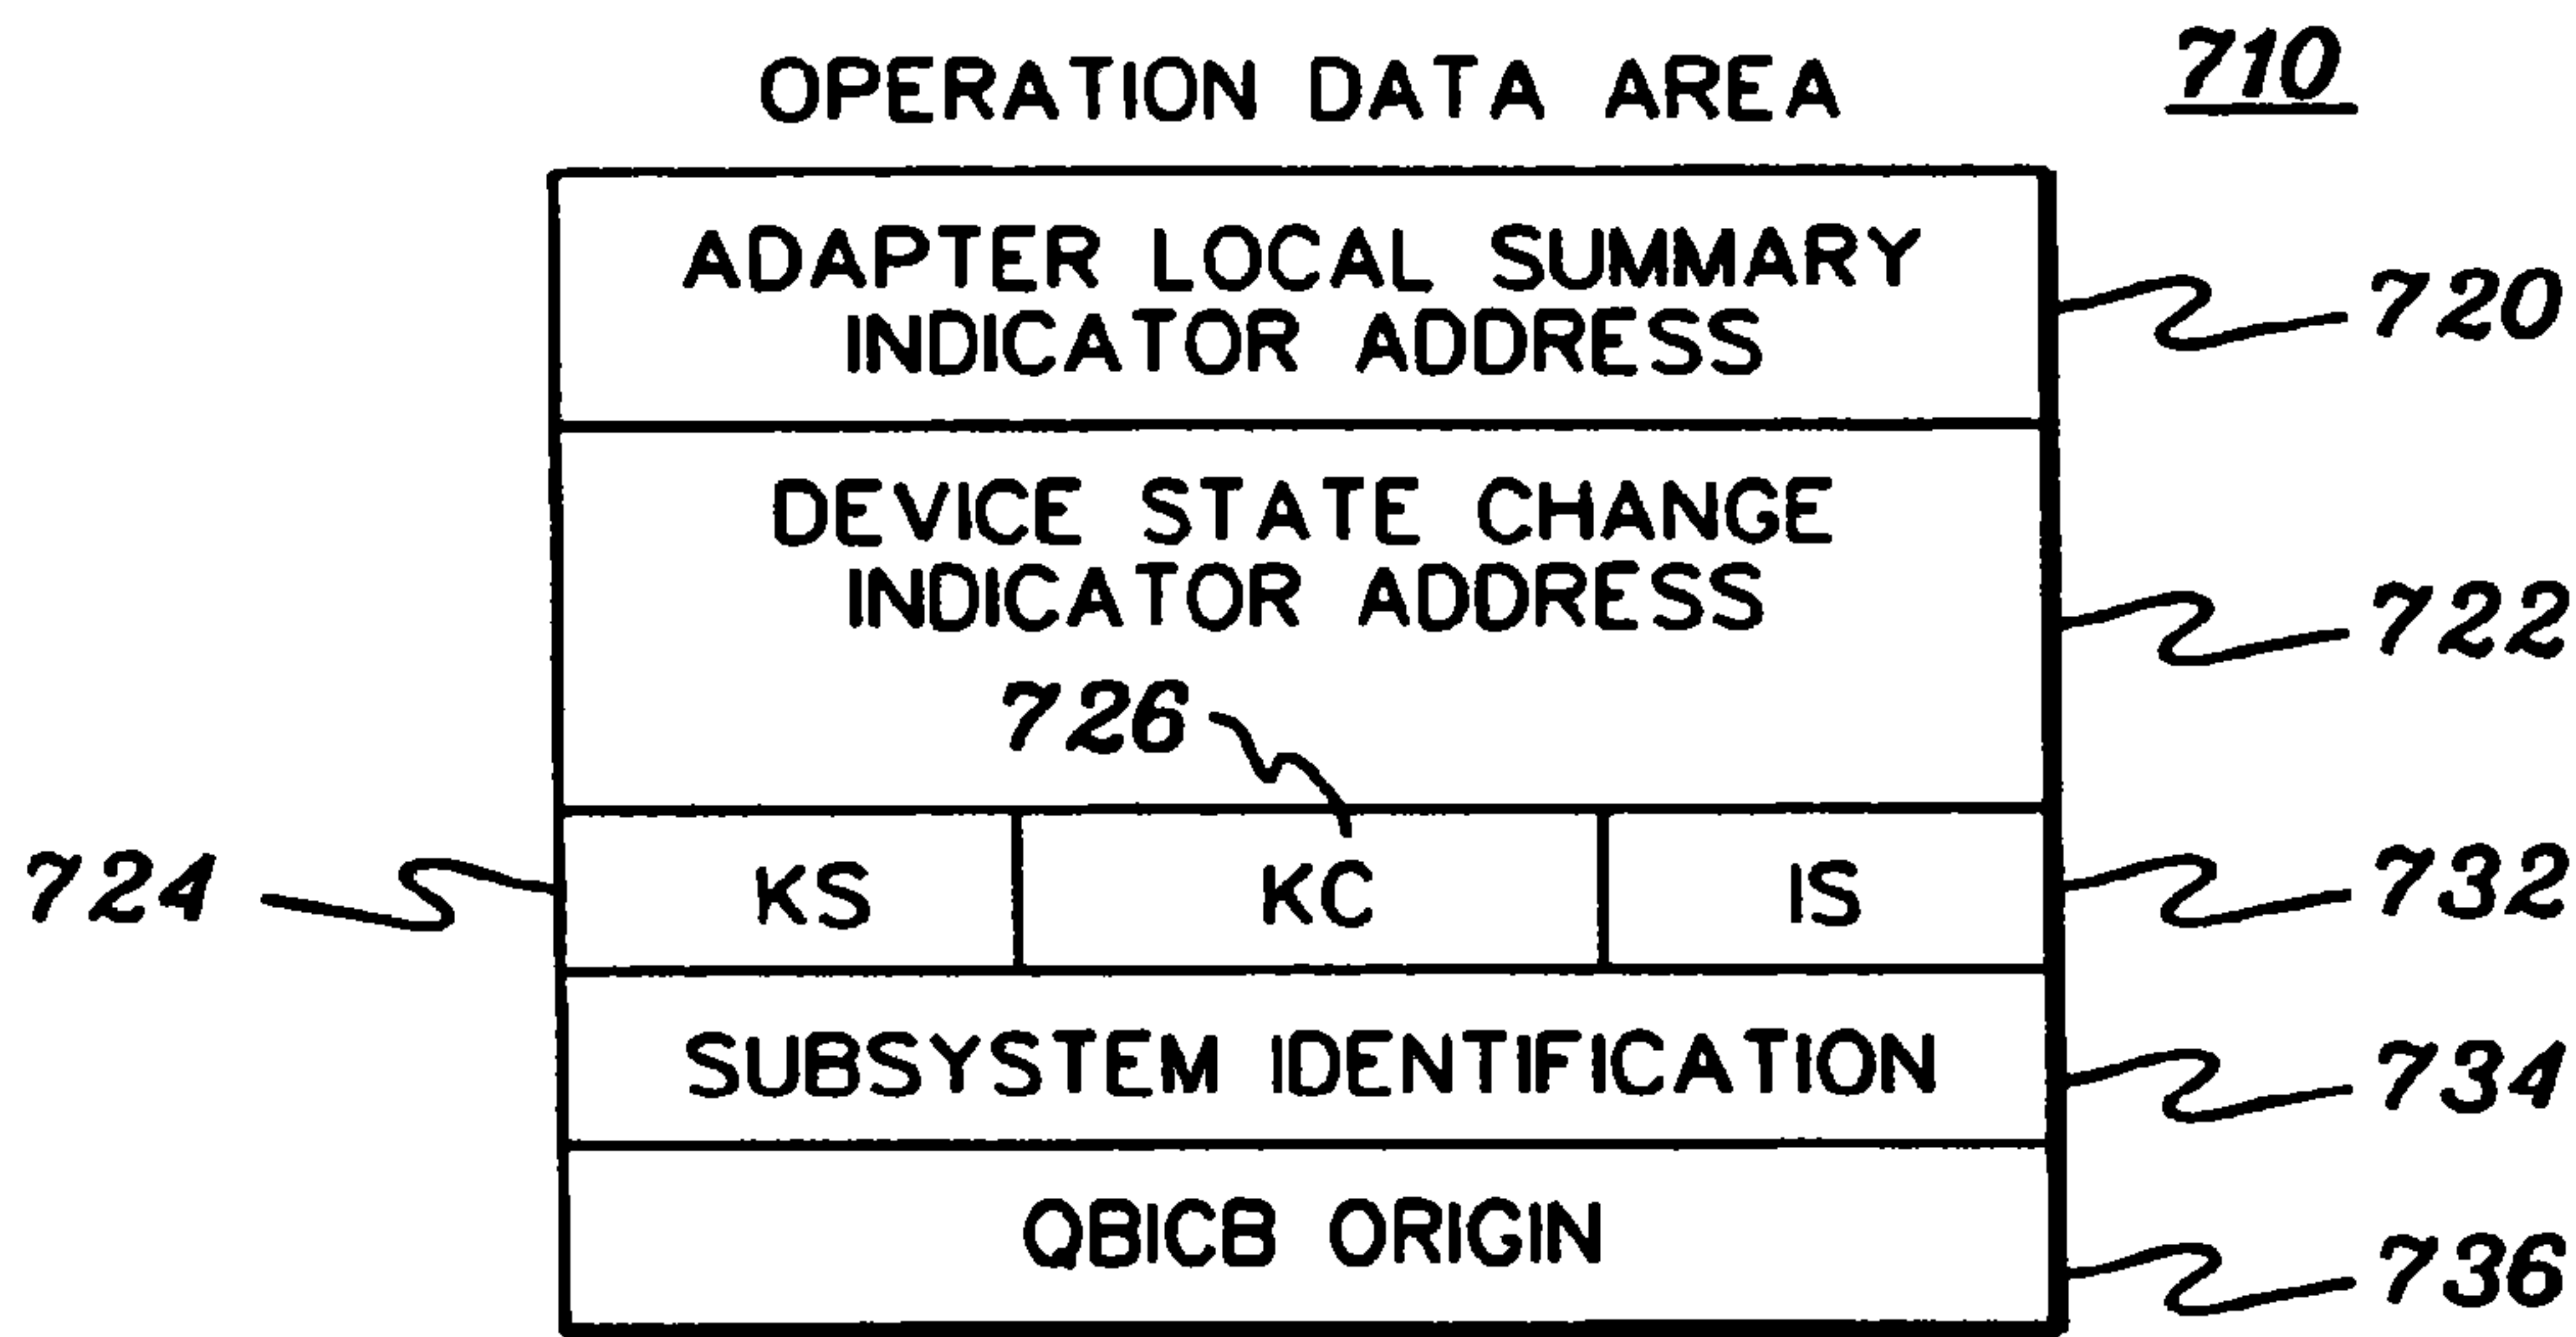 OPERATION DATA AREA 710
ADAPTER LOCAL SUMMARY
INDICATOR ADDRESS
720
DEVICE STATE CHANGE
INDICATOR ADDRESS
722
726
724 KS KC IS 732
SUBSYSTEM IDENTIFICATION 734
QBICB ORIGIN 736